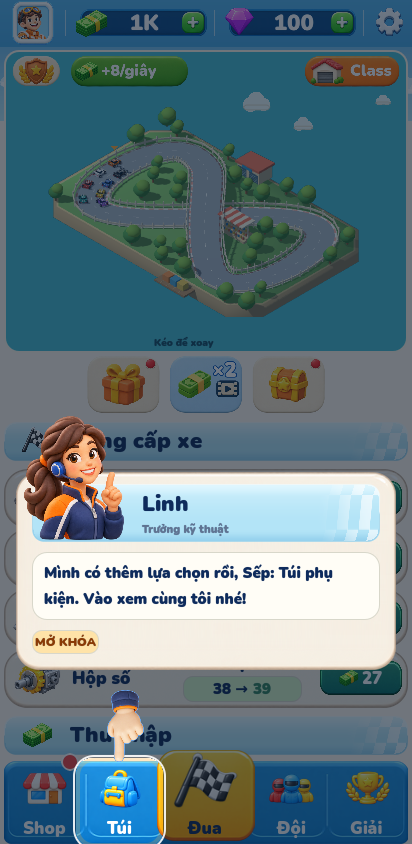 1K
100
+8/giây
Class
Kéo để xoay
x2
ng cấp xe
Linh
Trưởng kỹ thuật
Mình có thêm lựa chọn rồi, Sếp: Túi phụ
kiện. Vào xem cùng tôi nhé!
MỞ KHÓA
Hộp số
38 → 39
27
Thu nhập
Shop
Túi
Đua
Đội
Giải